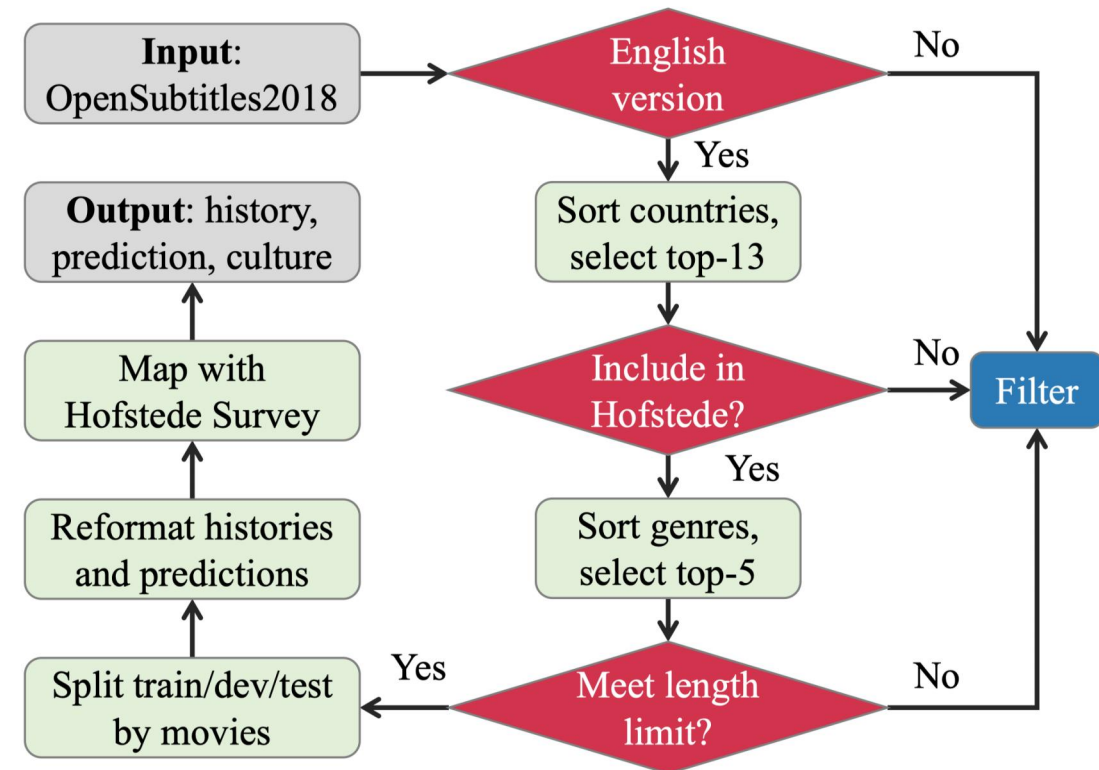 Input:
OpenSubtitles2018
English
version
No
Yes
Sort countries,
select top-13
Include in
Hofstede?
No
Filter
Yes
Sort genres,
select top-5
Meet length
limit?
No
Yes
Split train/dev/test
by movies
Reformat histories
and predictions
Map with
Hofstede Survey
Output: history,
prediction, culture